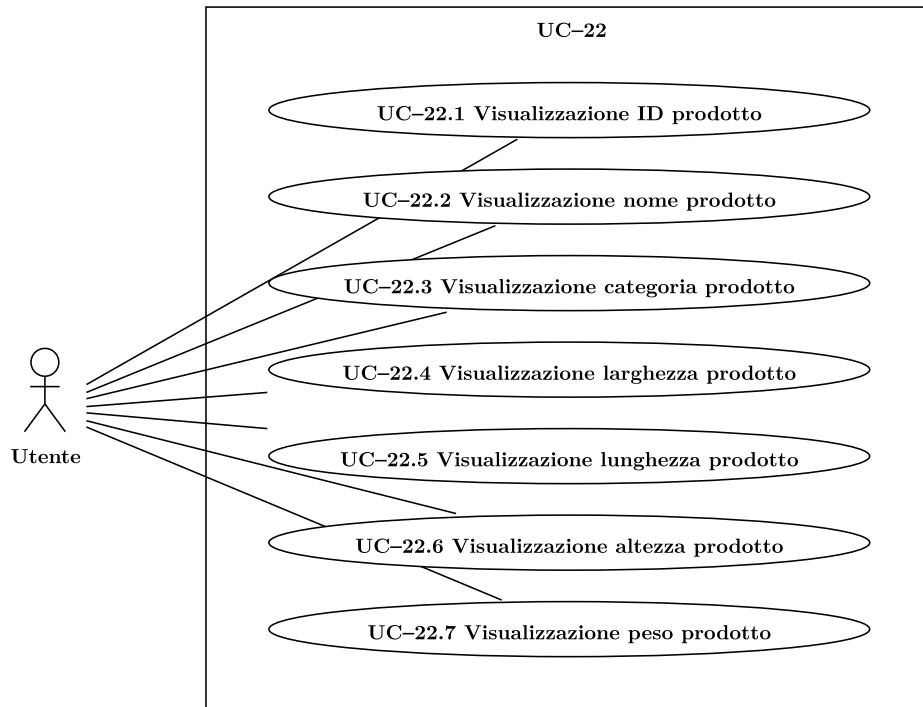 UC–22
UC–22.1 Visualizzazione ID prodotto
UC–22.2 Visualizzazione nome prodotto
UC–22.3 Visualizzazione categoria prodotto
UC–22.4 Visualizzazione larghezza prodotto
Utente
UC–22.5 Visualizzazione lunghezza prodotto
UC–22.6 Visualizzazione altezza prodotto
UC–22.7 Visualizzazione peso prodotto